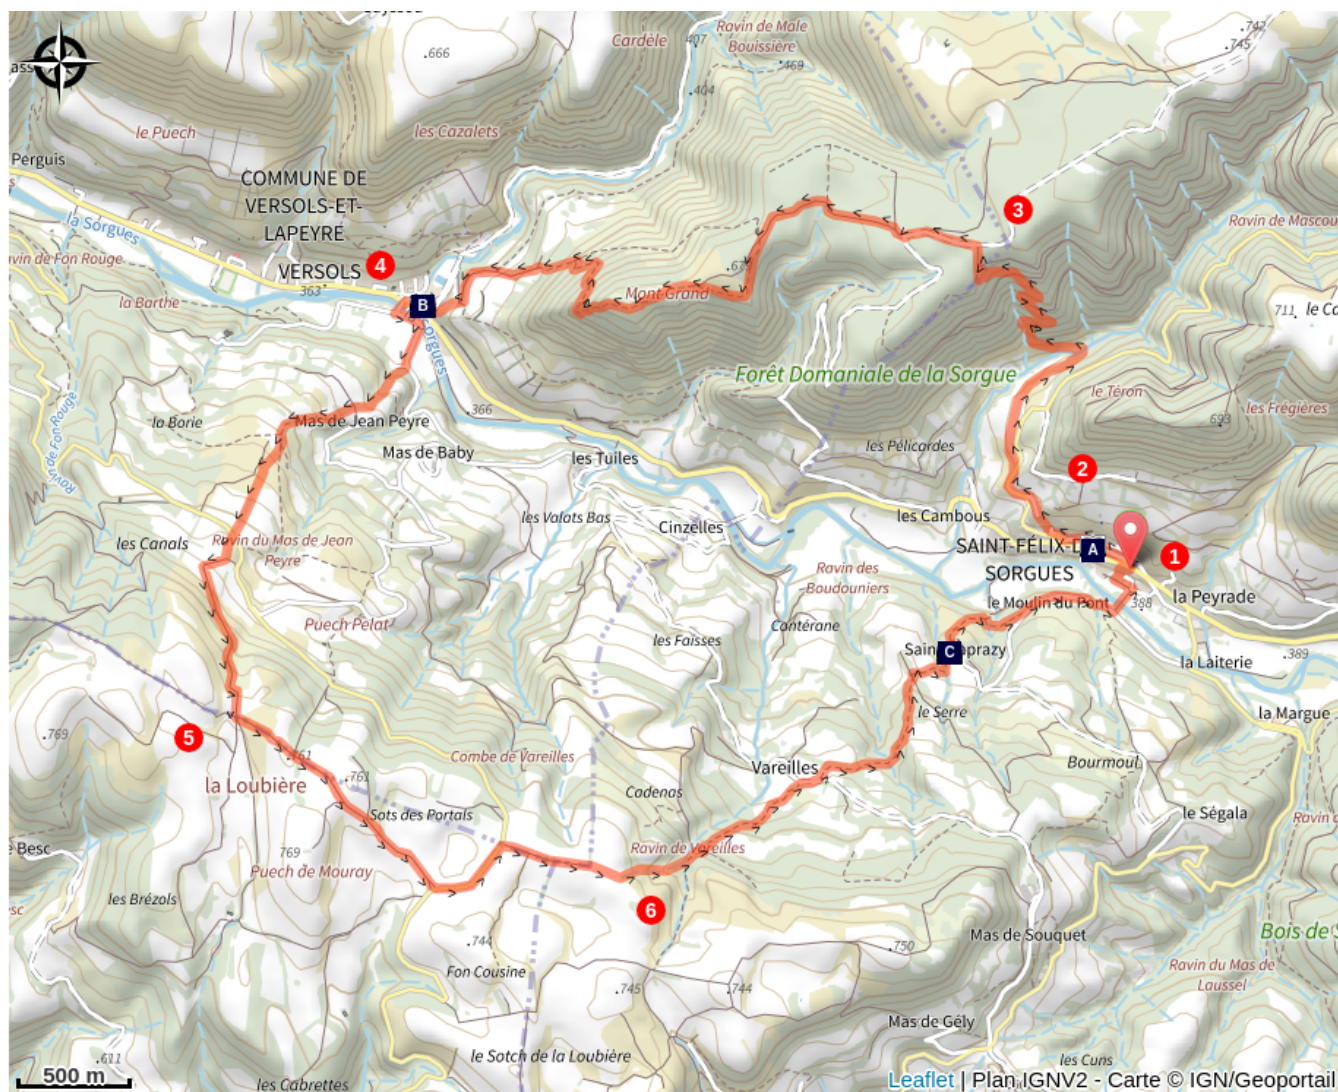 Cardèle
407
Ravin de Male
Bouissière
742
745
666
469
404
le Puech
les Cazalets
Perguis
COMMUNE DE
VERSOLS-ET-
LAPEYRE
la Sorgues
3
Ravin de Mascou
4
VERSOLS
363
B
la Barthe
Mont Grand
711
Sorgues
Forêt Domaniale de la Sorgue
le Téron
les Frégières
693
366
la Borie
Mas de Jean Peyre
Mas de Baby
les Tuiles
les Pélicardes
Ravin de Fon Rouge
2
les Valats Bas
Cinzelles
les Cambous
les Canals
Ravin du Mas de Jean
Peyre
SAINT-FÉLIX-D
SORGUES
A
1
Ravin des
Boudouniers
le Moulin du Pont
388
la Peyrade
Puech Pelat
Contérane
les Faisses
C
la Laiterie
389
le Serre
la Margue
5
769
761
761
la Loubière
Combe de Vareilles
Vareilles
Bourmoul
Codenas
Sots des Portals
le Ségala
769
Puech de Mouray
Ravin de Vareilles
les Brézols
6
744
750
Mas de Souquet
Bois de S
Fon Cousine
745
744
Ravin du Mas de
Laussel
Mas de Gély
le Sotch de la Loubière
les Cuns
611
500 m
les Cabrettes
Leaflet | Plan IGNV2 - Carte © IGN/Geoportail